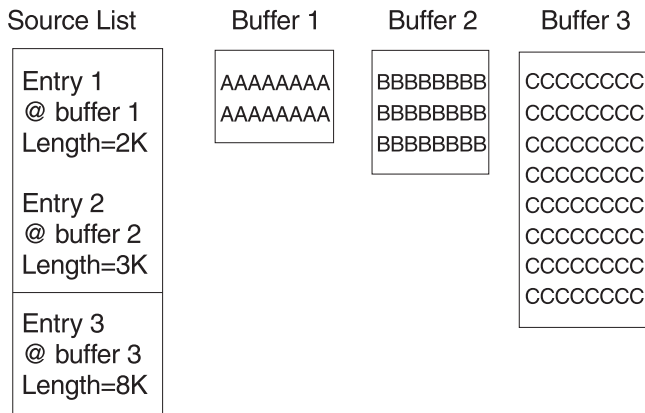 Source List
Entry 1
@ buffer 1
Length=2K
Entry 2
@ buffer 2
Length=3K
Entry 3
@ buffer 3
Length=8K
Buffer 1
AAAAAAAA
AAAAAAAA
Buffer 2
BBBBBBBB
BBBBBBBB
BBBBBBBB
Buffer 3
CCCCCCCC
CCCCCCCC
CCCCCCCC
CCCCCCCC
CCCCCCCC
CCCCCCCC
CCCCCCCC
CCCCCCCC